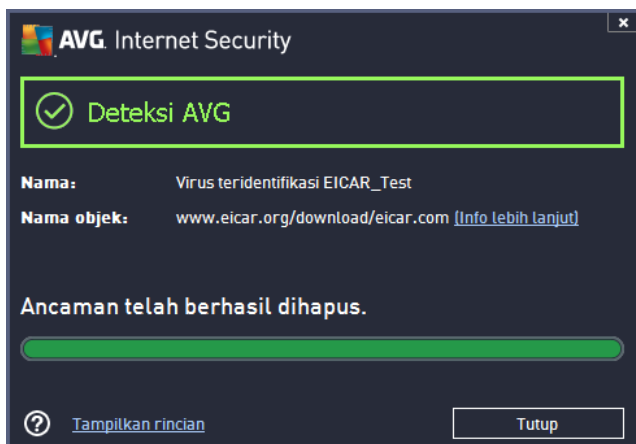 AVG. Internet Security
Deteksi AVG
Nama: Virus teridentifikasi EICAR_Test
Nama objek: www.eicar.org/download/eicar.com (Info lebih lanjut)
Ancaman telah berhasil dihapus.
? Tampilkan rincian Tutup